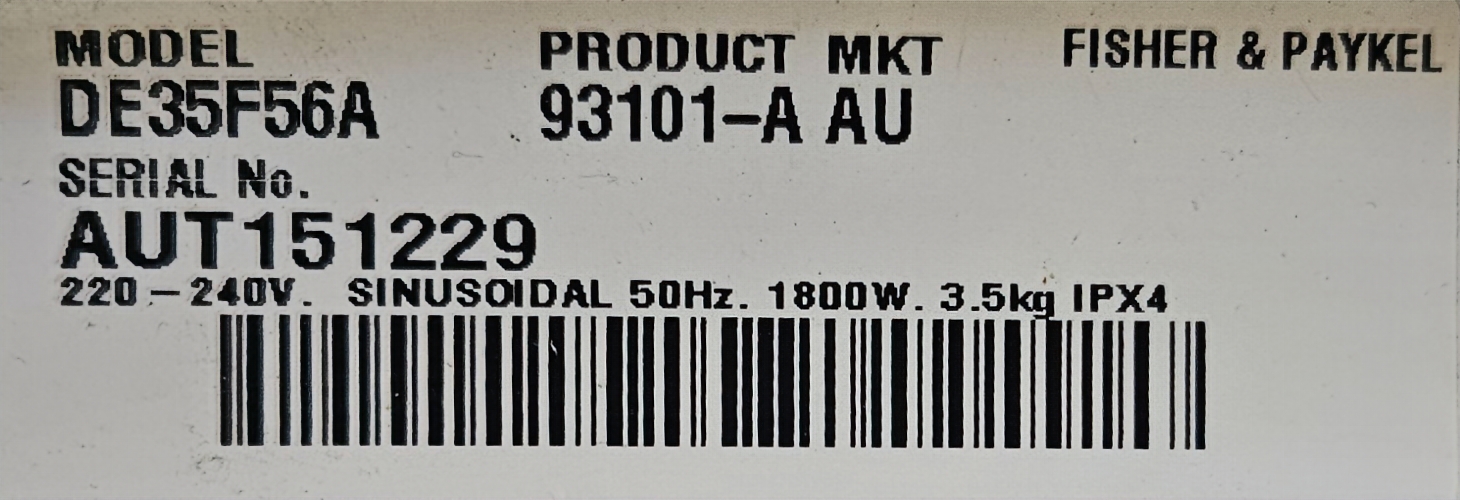 MODEL PRODUCT MKT FISHER & PAYKEL
DE35F56A 93101-A AU
SERIAL No.
AUT151229
220-240V. SINUSOIDAL 50Hz. 1800W. 3.5kg IPX4